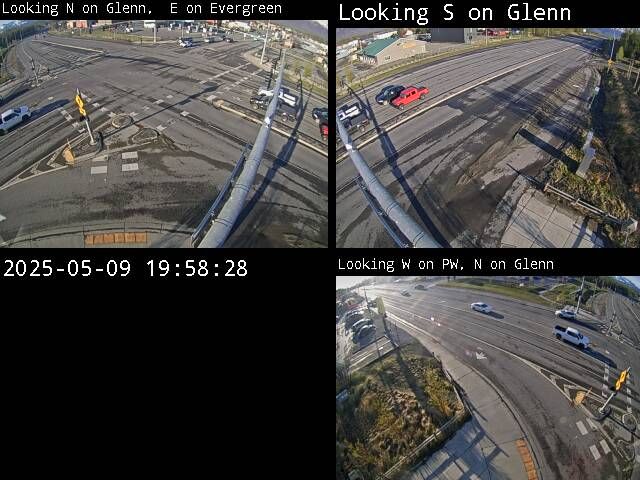 Looking N on Glenn,  E on Evergreen
Looking S on Glenn
2025-05-09 19:58:28
Looking W on PW, N on Glenn